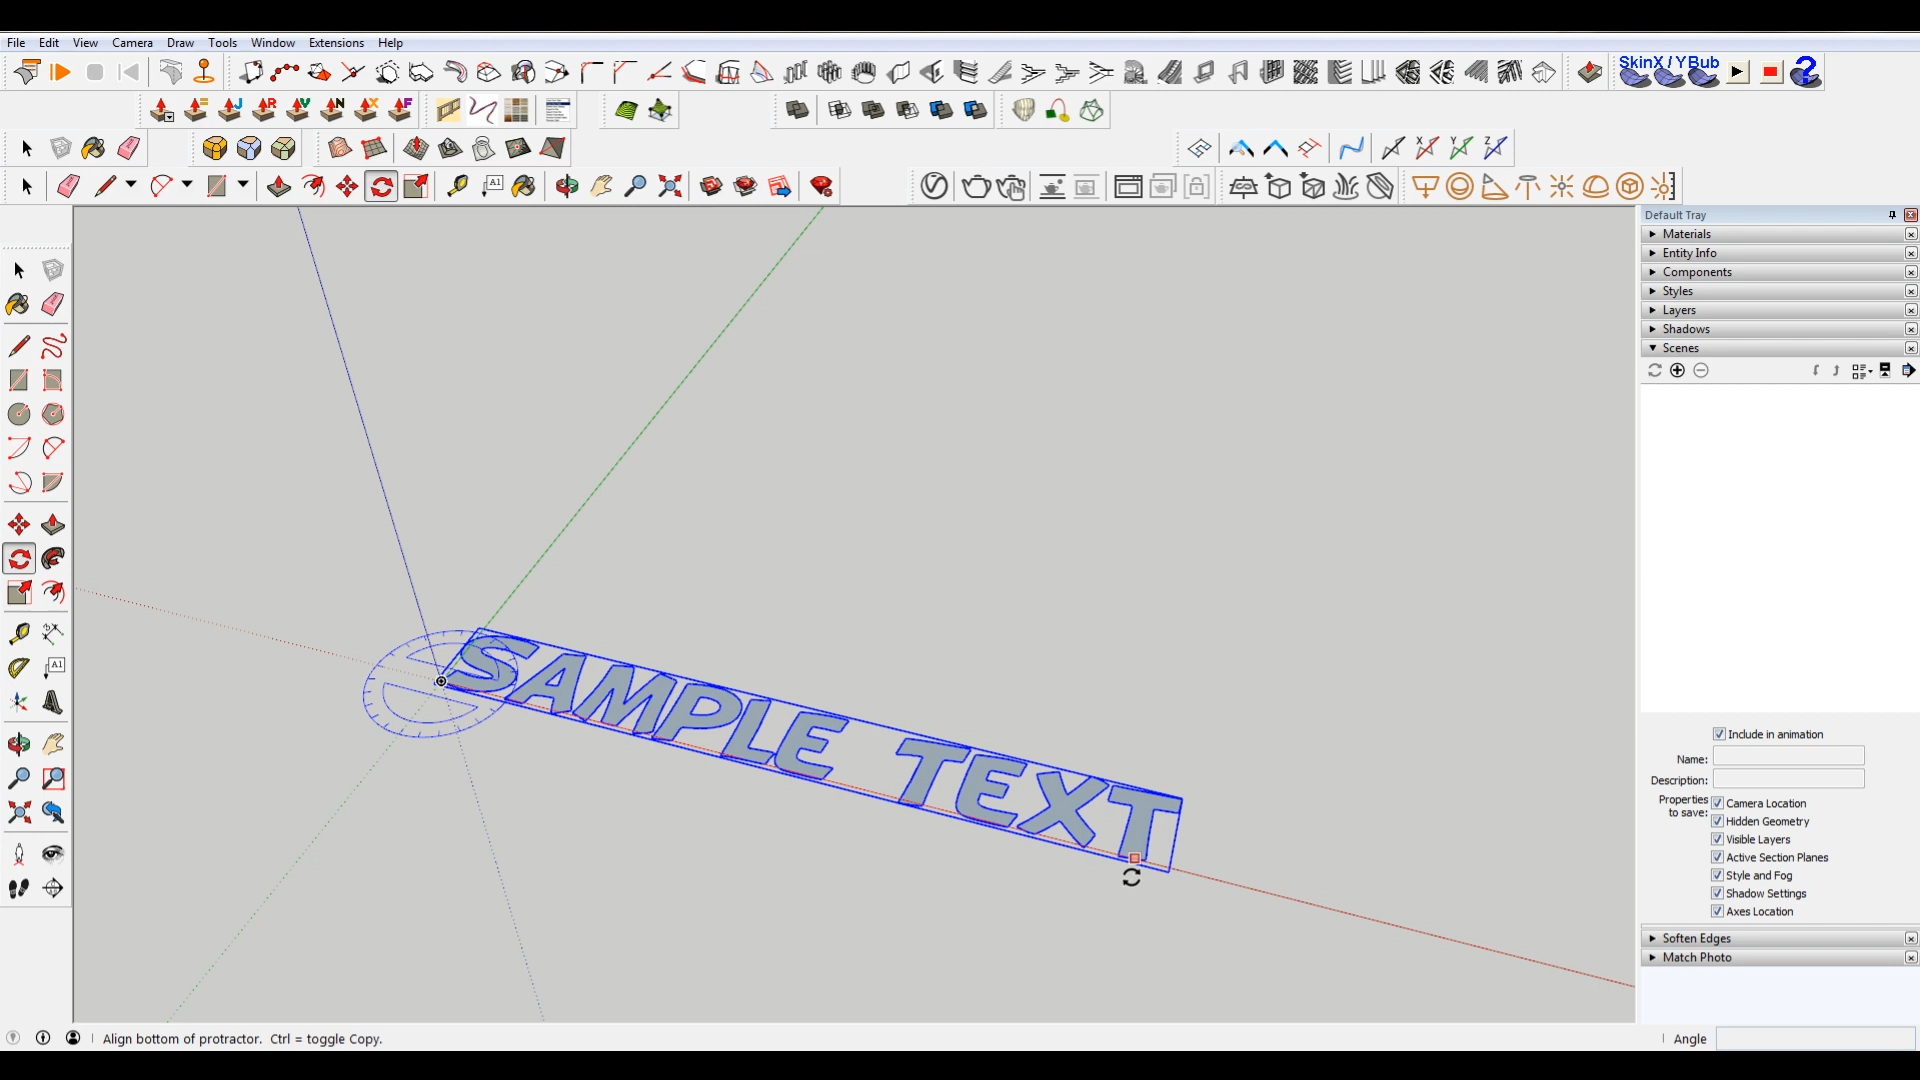 File Edit View Camera Draw Tools Window Extensions Help
SkinX / YBub
J R V N X F
A1
X Y Z
SAMPLE TEXT
A1
Default Tray
Materials
Entity Info
Components
Styles
Layers
Shadows
Scenes
Include in animation
Name:
Description:
Properties to save:
Camera Location
Hidden Geometry
Visible Layers
Active Section Planes
Style and Fog
Shadow Settings
Axes Location
Soften Edges
Match Photo
Align bottom of protractor. Ctrl = toggle Copy.
Angle